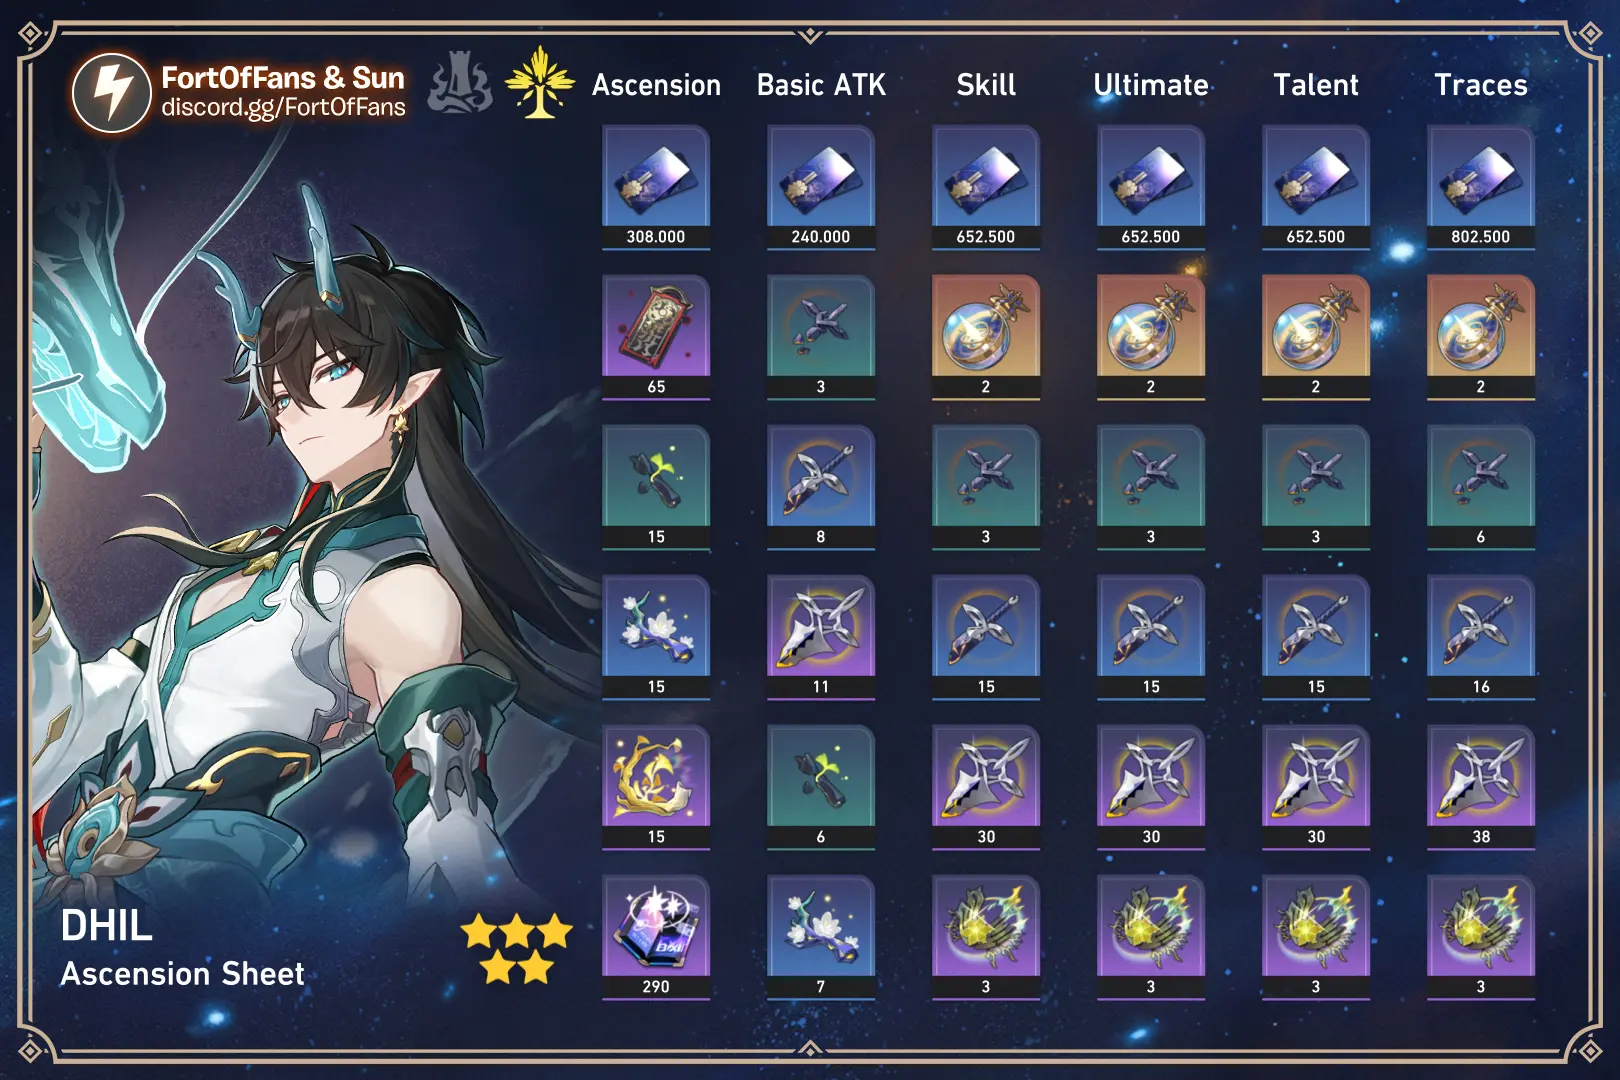 FortOfFans & Sun
discord.gg/FortOfFans
Ascension Basic ATK Skill Ultimate Talent Traces
308.000 240.000 652.500 652.500 652.500 802.500
65 3 2 2 2 2
15 8 3 3 3 6
15 11 15 15 15 16
15 6 30 30 30 38
290 7 3 3 3 3
DHIL
Ascension Sheet